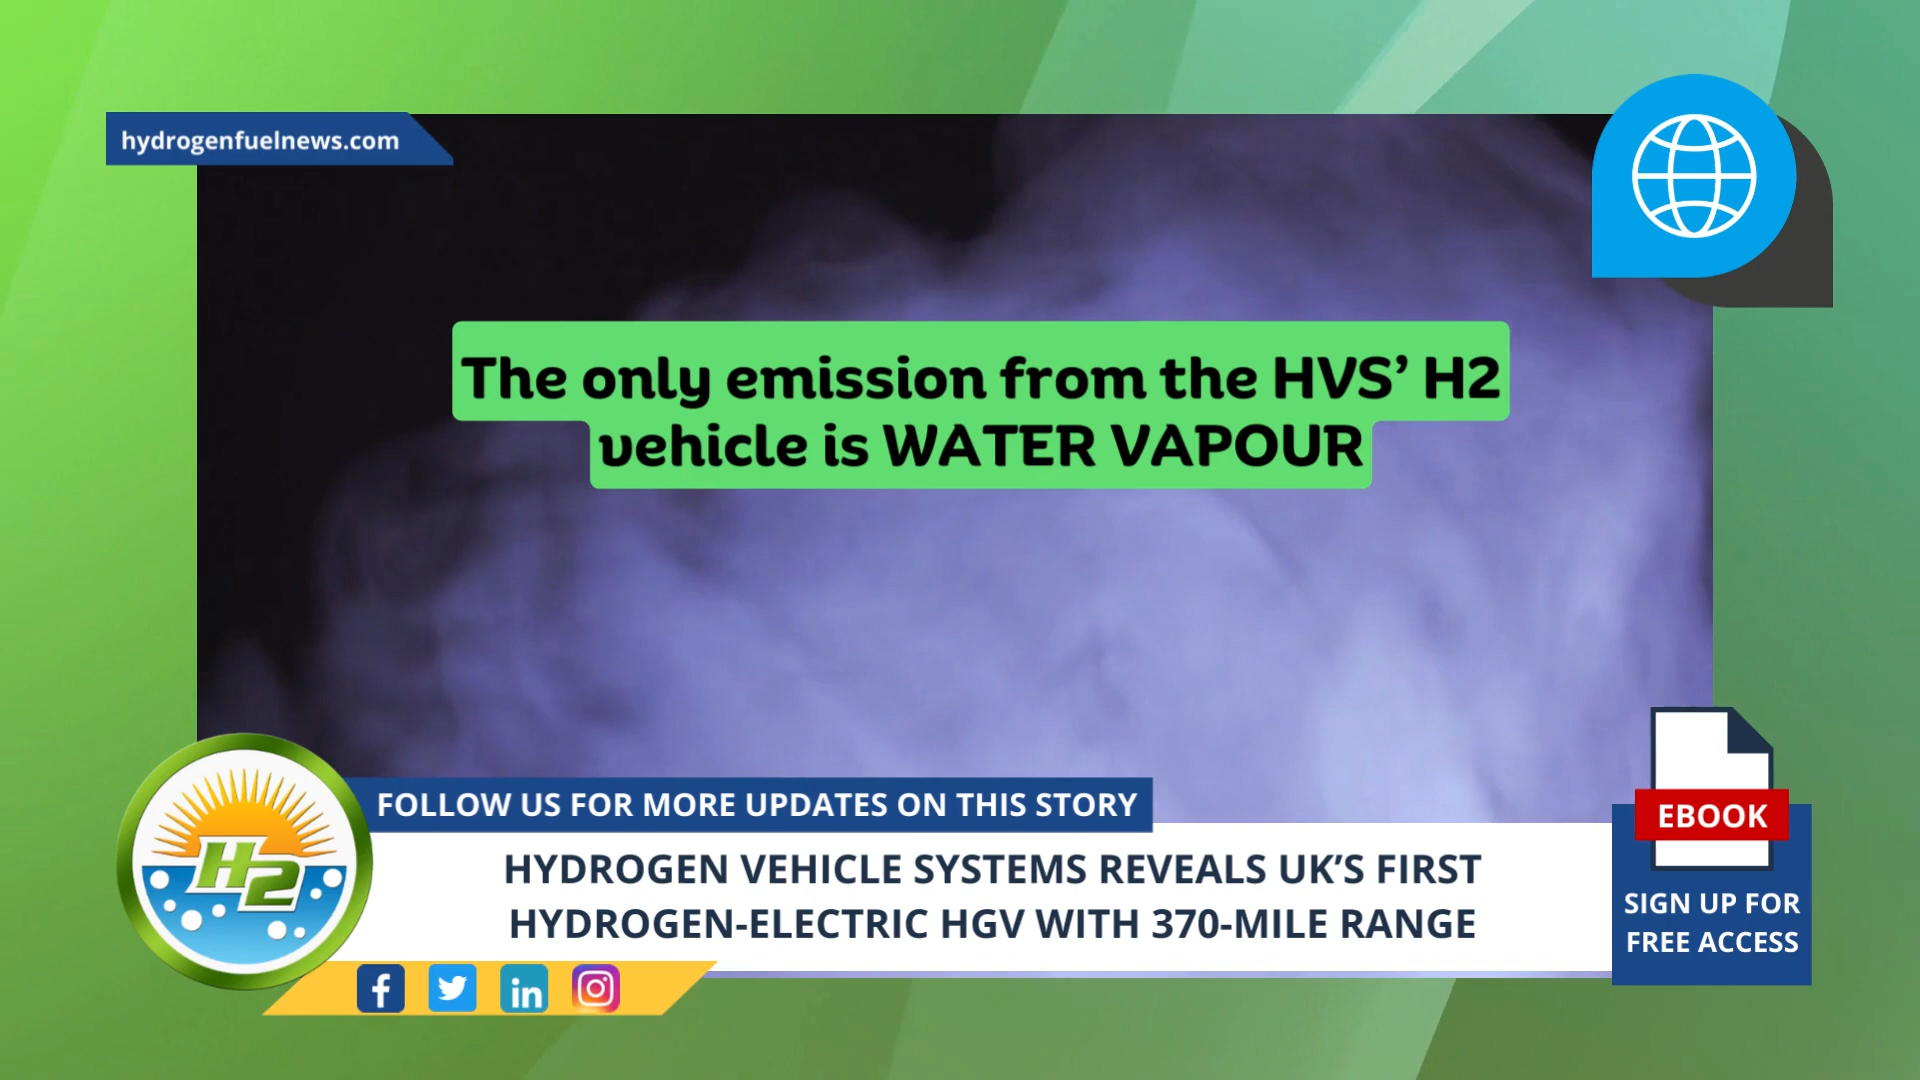 hydrogenfuelnews.com
The only emission from the HVS’ H2
vehicle is WATER VAPOUR
FOLLOW US FOR MORE UPDATES ON THIS STORY
HYDROGEN VEHICLE SYSTEMS REVEALS UK’S FIRST
HYDROGEN-ELECTRIC HGV WITH 370-MILE RANGE
H2
EBOOK
SIGN UP FOR
FREE ACCESS
f
in